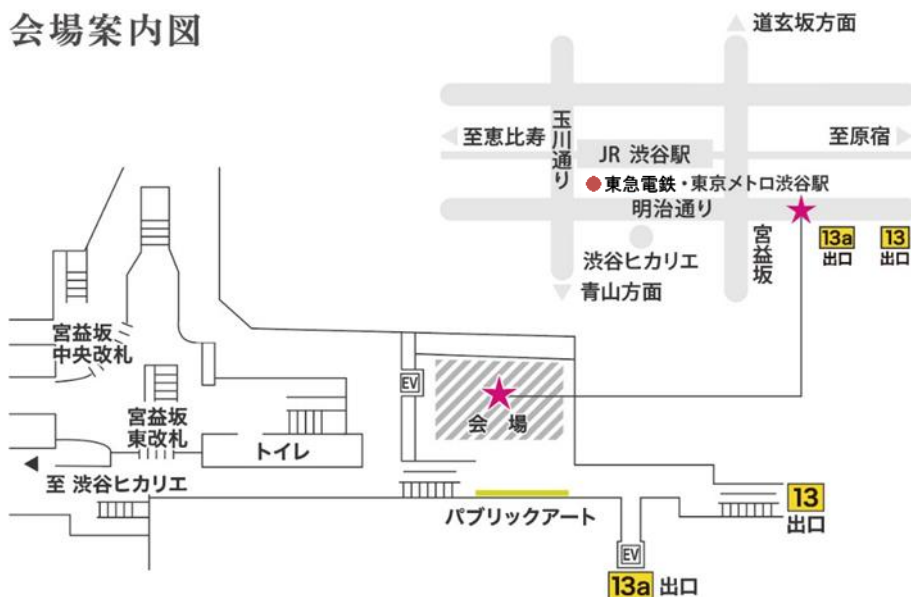 会場案内図
道玄坂方面
至恵比寿
玉川通り
JR 渋谷駅
至原宿
東急電鉄・東京メトロ渋谷駅
明治通り
宮益坂
13a
出口
13
出口
渋谷ヒカリエ
青山方面
宮益坂
中央改札
EV
会 場
宮益坂
東改札
トイレ
至 渋谷ヒカリエ
パブリックアート
13
出口
EV
13a 出口